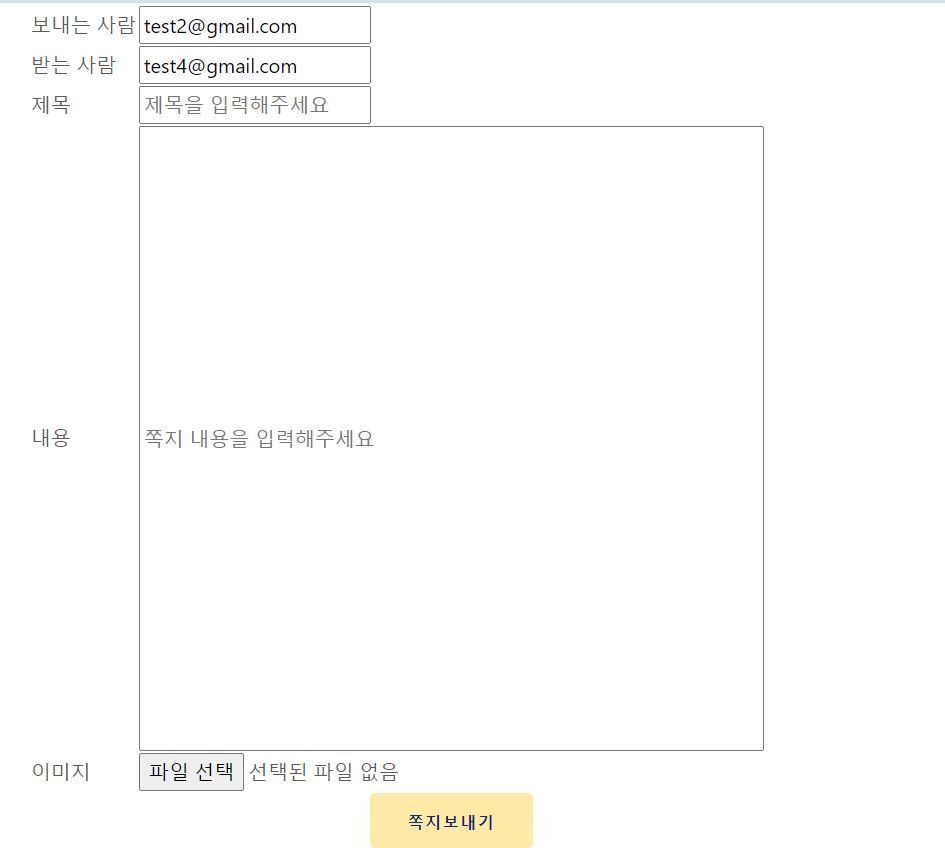 보내는 사람 test2@gmail.com
받는 사람 test4@gmail.com
제목 제목을 입력해주세요
내용 쪽지 내용을 입력해주세요
이미지 파일 선택 선택된 파일 없음
쪽지보내기